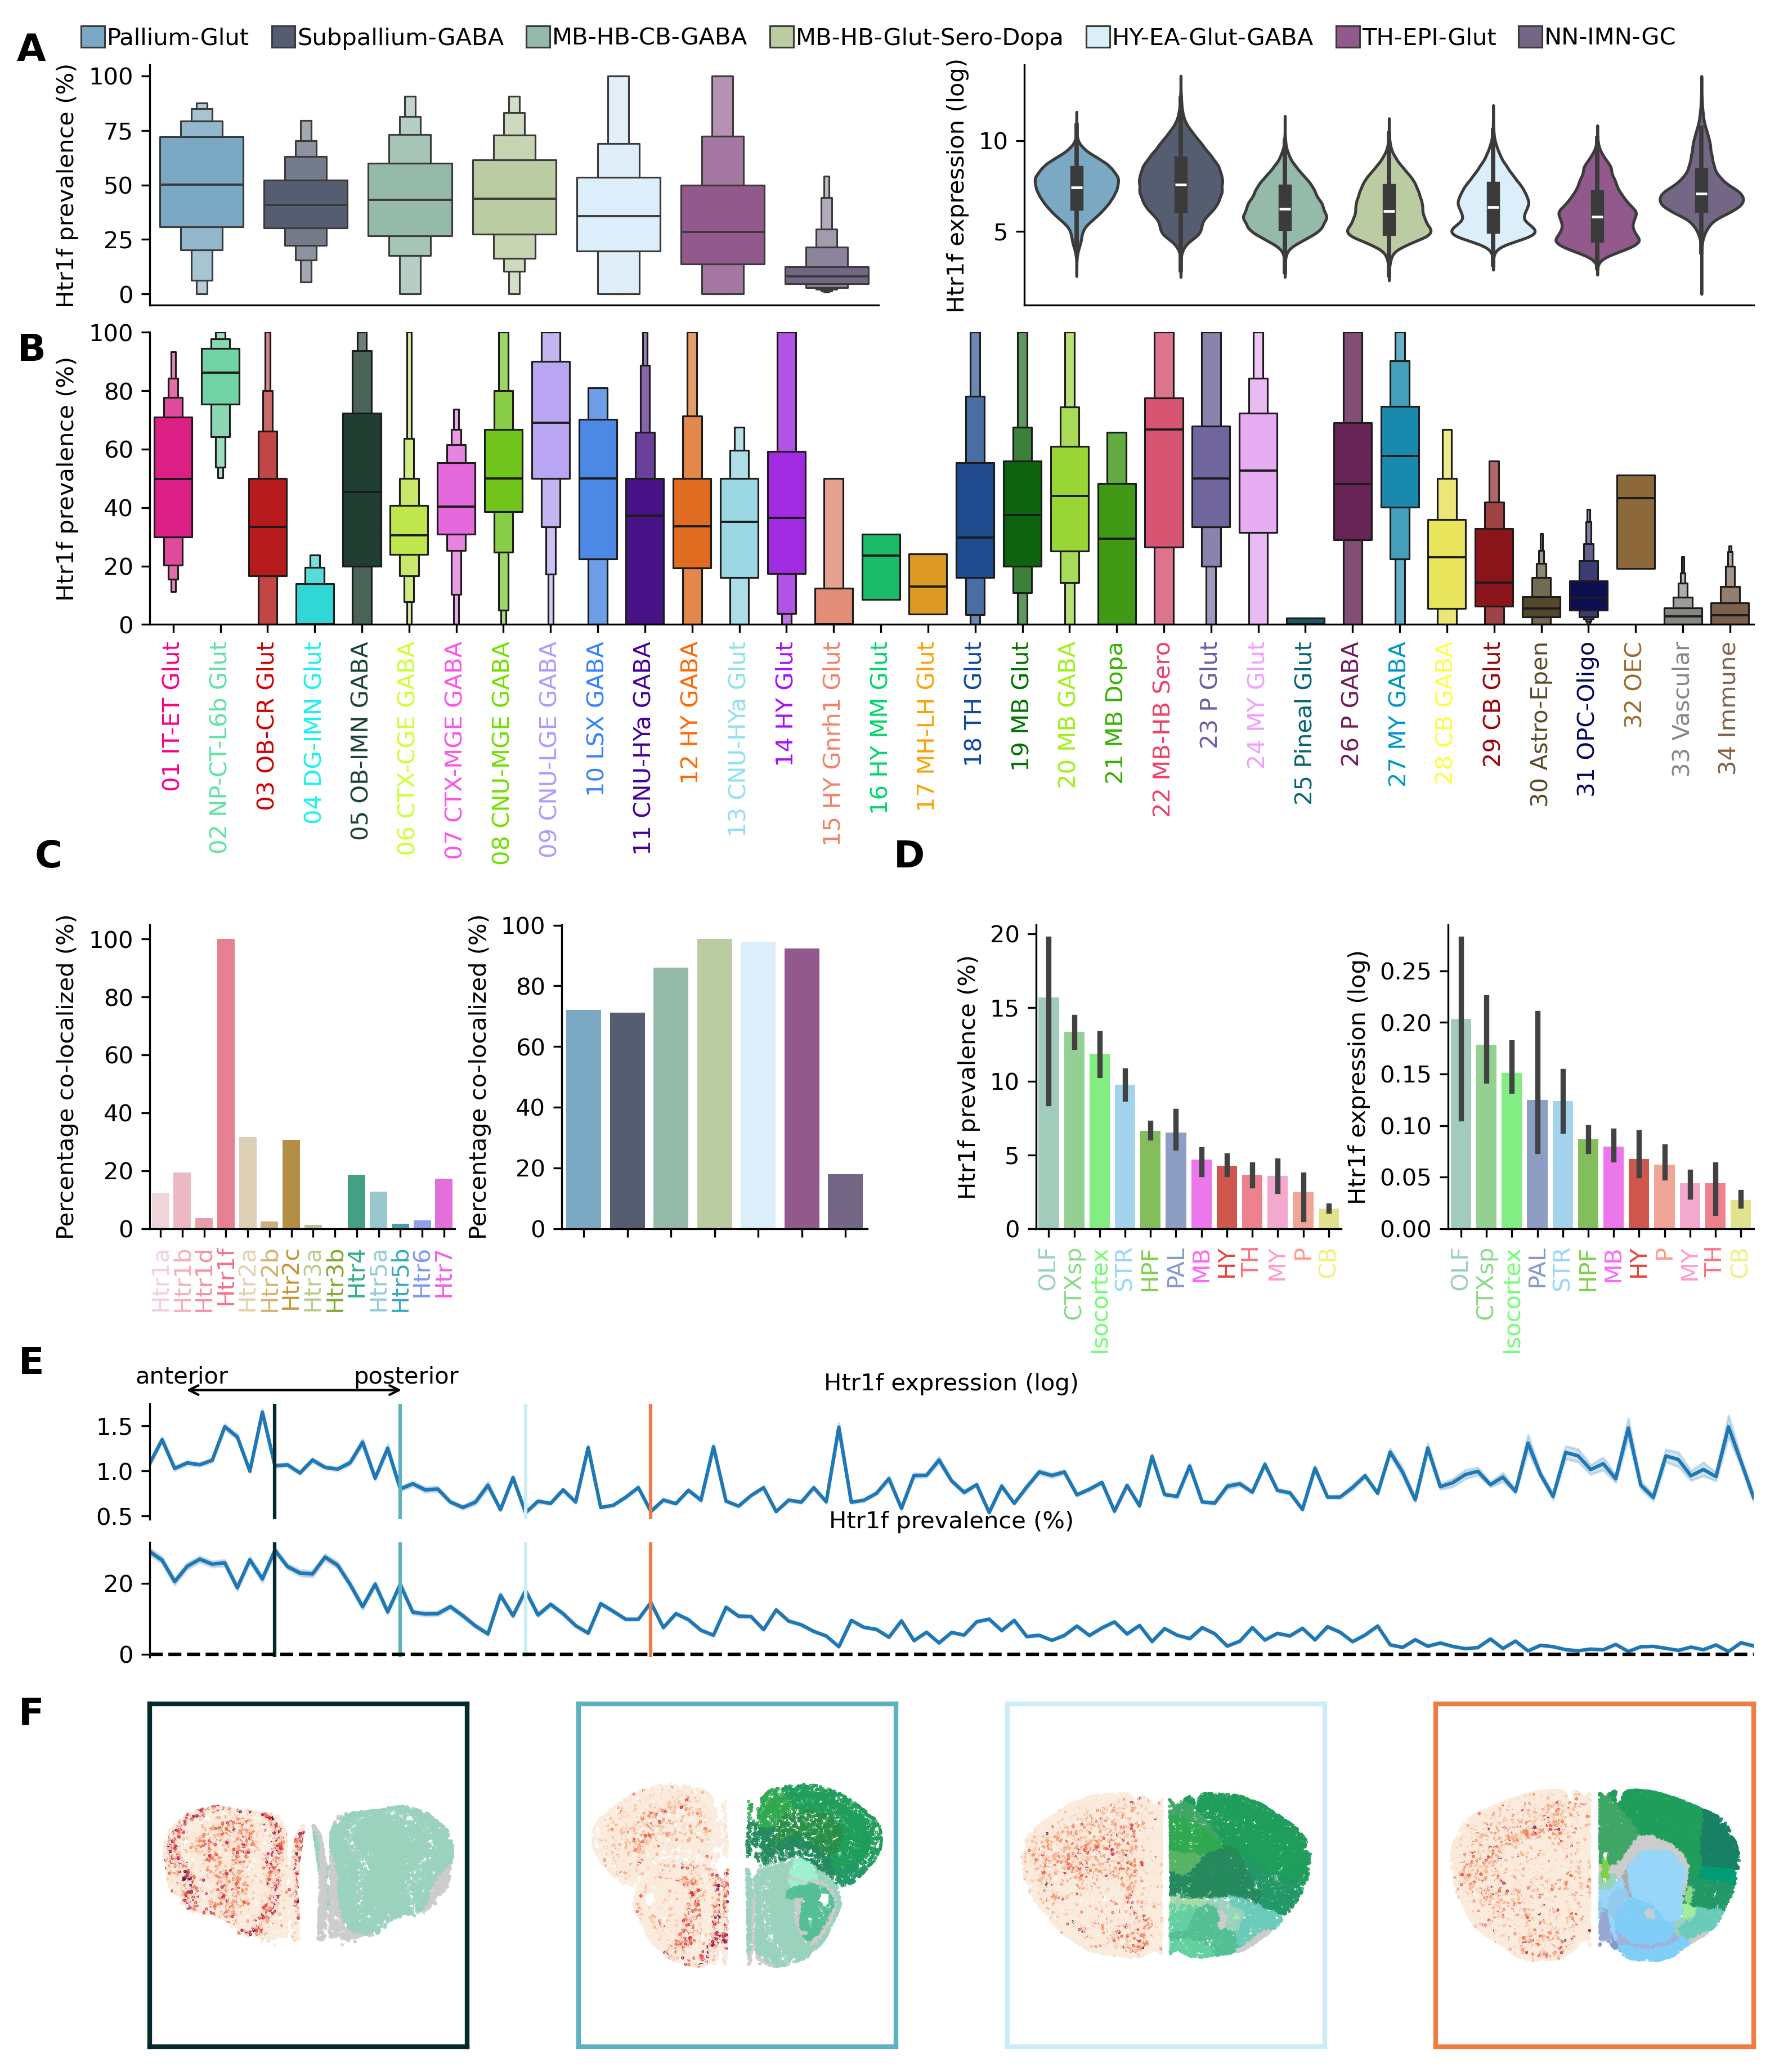 A
Pallium-Glut
Subpallium-GABA
MB-HB-CB-GABA
MB-HB-Glut-Sero-Dopa
HY-EA-Glut-GABA
TH-EPI-Glut
NN-IMN-GC
Htr1f prevalence (%)
100
75
50
25
0
Htr1f expression (log)
10
5
B
Htr1f prevalence (%)
100
80
60
40
20
0
01 IT-ET Glut
02 NP-CT-L6b Glut
03 OB-CR Glut
04 DG-IMN Glut
05 OB-IMN GABA
06 CTX-CGE GABA
07 CTX-MGE GABA
08 CNU-MGE GABA
09 CNU-LGE GABA
10 LSX GABA
11 CNU-HYa GABA
12 HY GABA
13 CNU-HYa Glut
14 HY Glut
15 HY Gnrh1 Glut
16 HY MM Glut
17 MH-LH Glut
18 TH Glut
19 MB Glut
20 MB GABA
21 MB Dopa
22 MB-HB Sero
23 P Glut
24 MY Glut
25 Pineal Glut
26 P GABA
27 MY GABA
28 CB GABA
29 CB Glut
30 Astro-Epen
31 OPC-Oligo
32 OEC
33 Vascular
34 Immune
C
Percentage co-localized (%)
100
80
60
40
20
0
Htr1a
Htr1b
Htr1d
Htr1f
Htr2a
Htr2b
Htr2c
Htr3a
Htr3b
Htr4
Htr5a
Htr5b
Htr6
Htr7
Percentage co-localized (%)
100
80
60
40
20
0
D
Htr1f prevalence (%)
20
15
10
5
0
OLF
CTXsp
Isocortex
STR
HPF
PAL
MB
HY
TH
MY
P
CB
Htr1f expression (log)
0.25
0.20
0.15
0.10
0.05
0.00
OLF
CTXsp
Isocortex
PAL
STR
HPF
MB
HY
P
MY
TH
CB
E
anterior
posterior
Htr1f expression (log)
1.5
1.0
0.5
Htr1f prevalence (%)
20
0
F